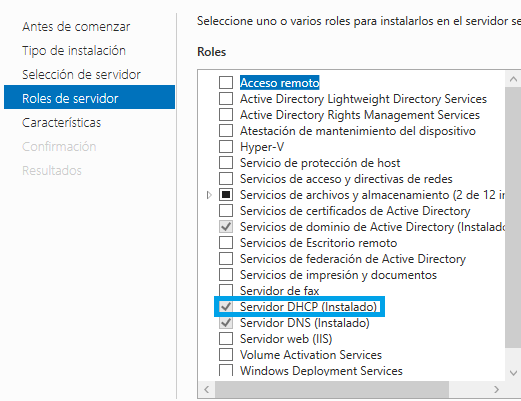 Antes de comenzar
Tipo de instalación
Selección de servidor
Roles de servidor
Características
Confirmación
Resultados
Seleccione uno o varios roles para instalarlos en el servidor se
Roles
Acceso remoto
Active Directory Lightweight Directory Services
Active Directory Rights Management Services
Atestación de mantenimiento del dispositivo
Hyper-V
Servicio de protección de host
Servicios de acceso y directivas de redes
Servicios de archivos y almacenamiento (2 de 12 in
Servicios de certificados de Active Directory
Servicios de dominio de Active Directory (Instalado
Servicios de Escritorio remoto
Servicios de federación de Active Directory
Servicios de impresión y documentos
Servidor de fax
Servidor DHCP (Instalado)
Servidor DNS (Instalado)
Servidor web (IIS)
Volume Activation Services
Windows Deployment Services